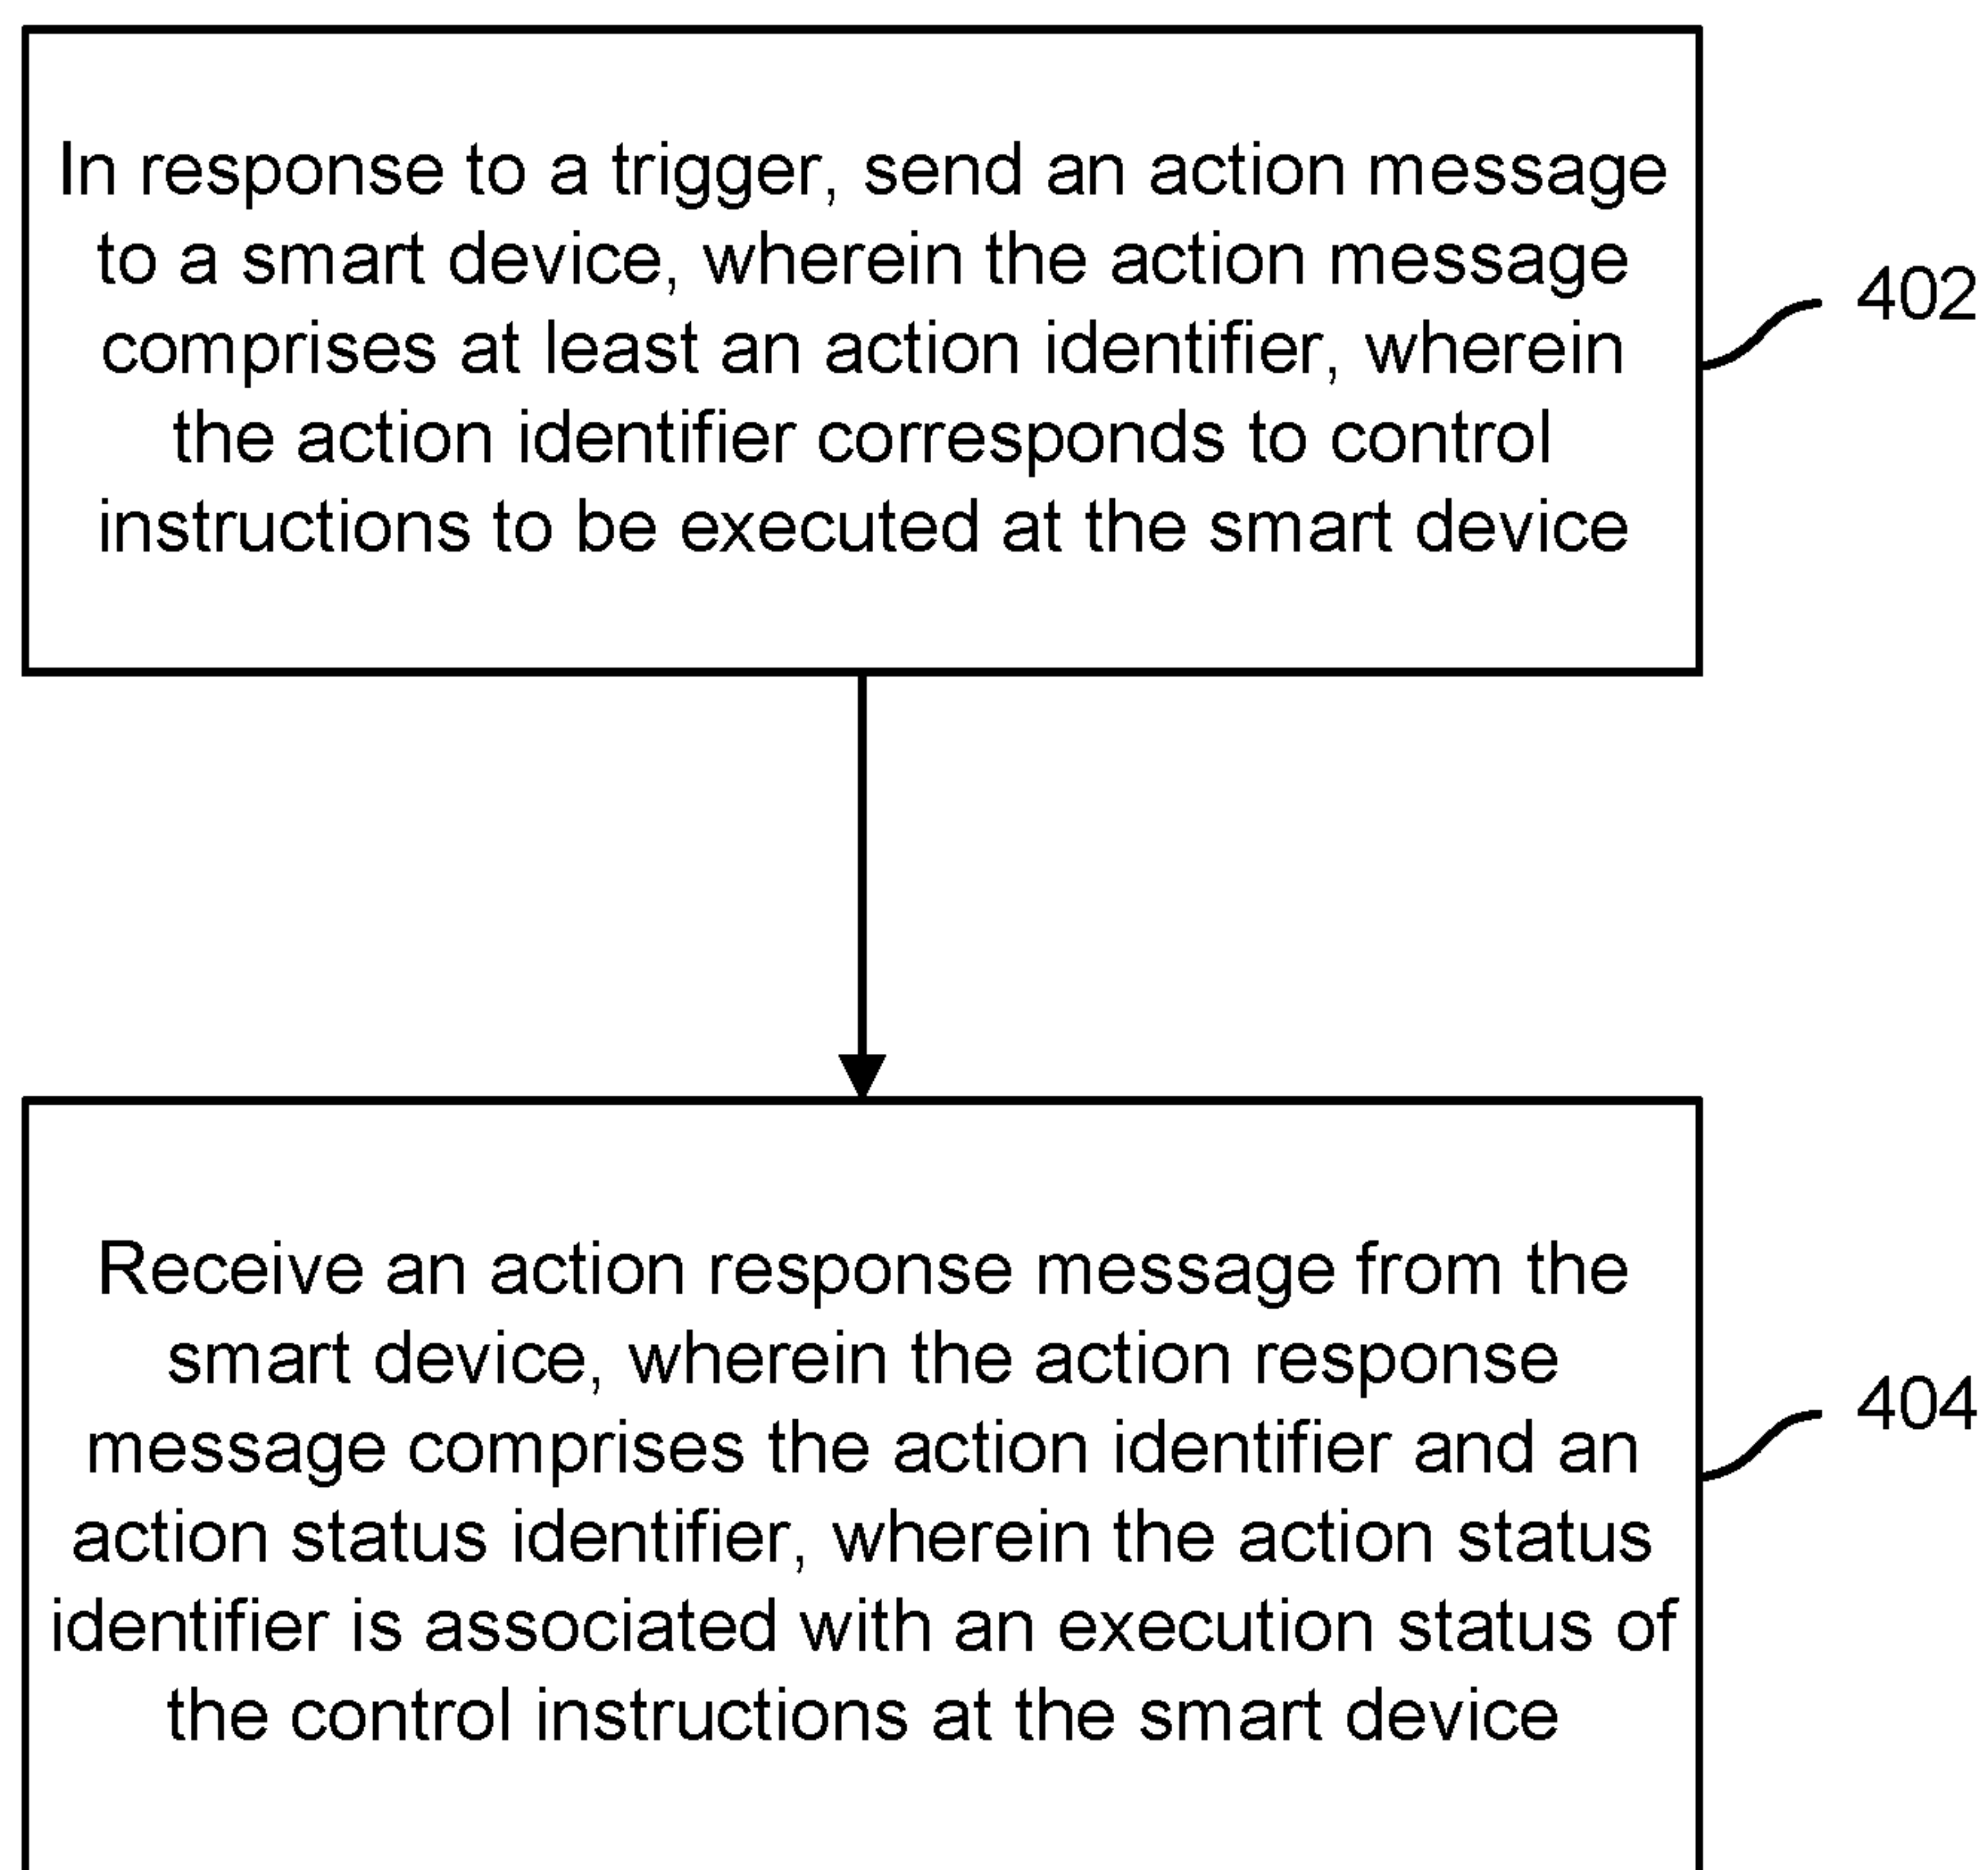 In response to a trigger, send an action message
to a smart device, wherein the action message
comprises at least an action identifier, wherein
the action identifier corresponds to control
instructions to be executed at the smart device
402
Receive an action response message from the
smart device, wherein the action response
message comprises the action identifier and an
action status identifier, wherein the action status
identifier is associated with an execution status of
the control instructions at the smart device
404